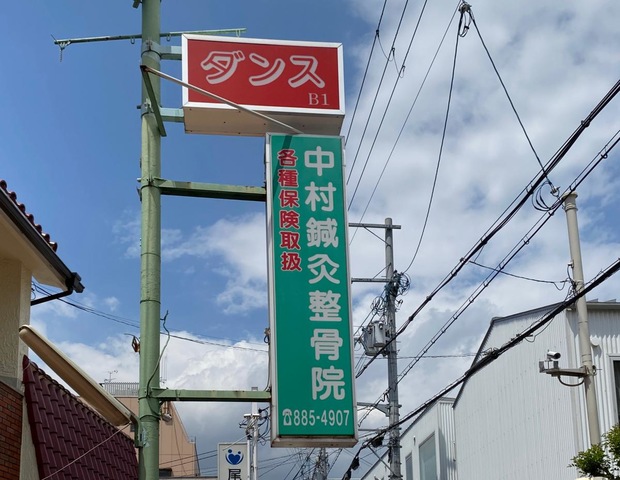 ダンス
B1
中村鍼灸整骨院
各種保険取扱
☎885-4907
尾